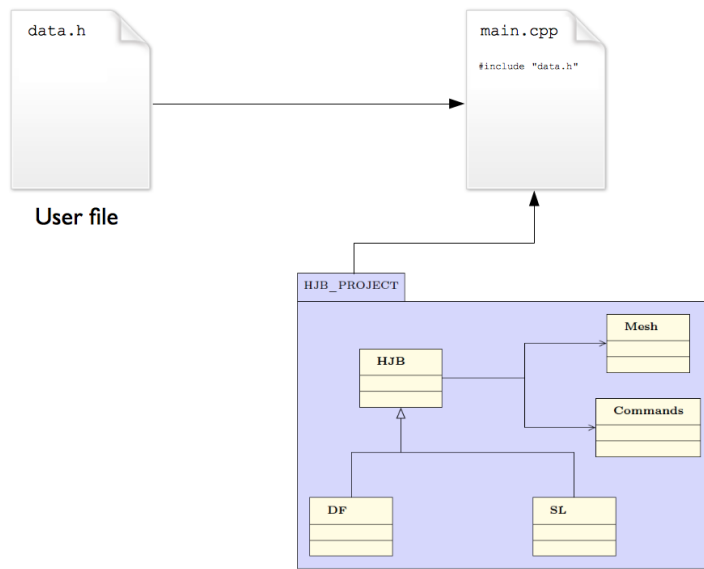 data.h
main.cpp
#include "data.h"
User file
HJB_PROJECT
Mesh
HJB
Commands
DF
SL